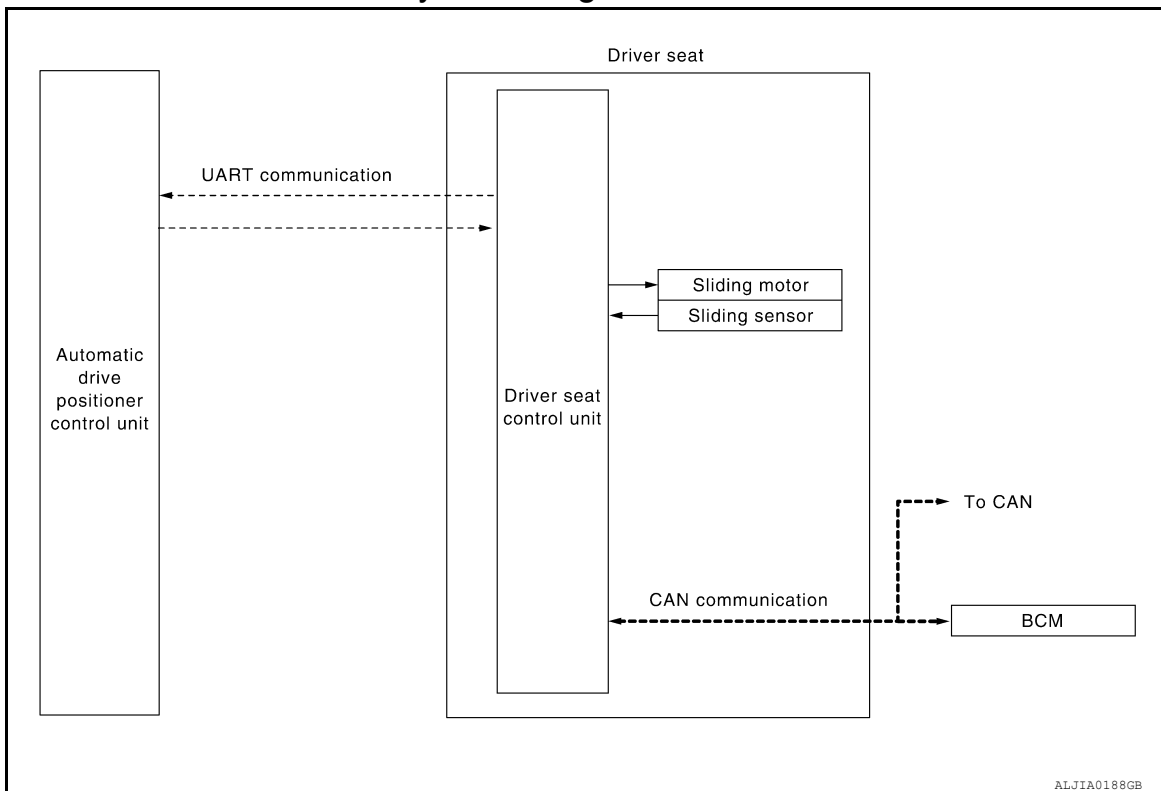 Driver seat
UART communication
Sliding motor
Sliding sensor
Automatic
drive
positioner
control unit
Driver seat
control unit
To CAN
CAN communication
BCM
ALJIA0188GB